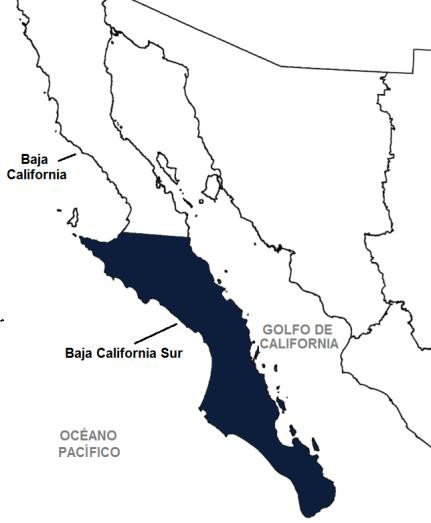 Baja
California
GOLFO DE
CALIFORNIA
Baja California Sur
OCÉANO
PACÍFICO